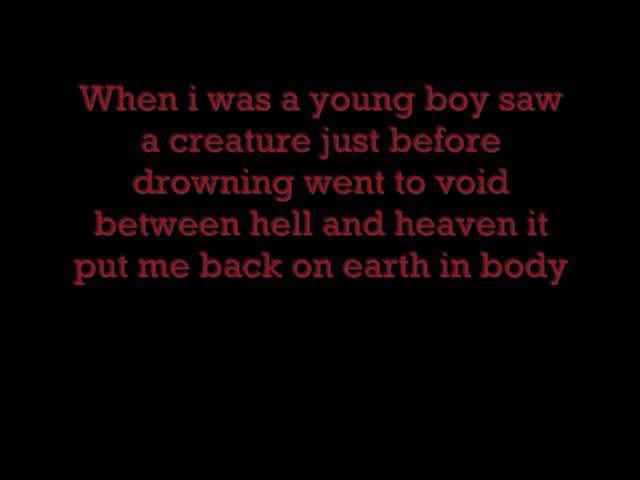 When i was a young boy saw
a creature just before
drowning went to void
between hell and heaven it
put me back on earth in body